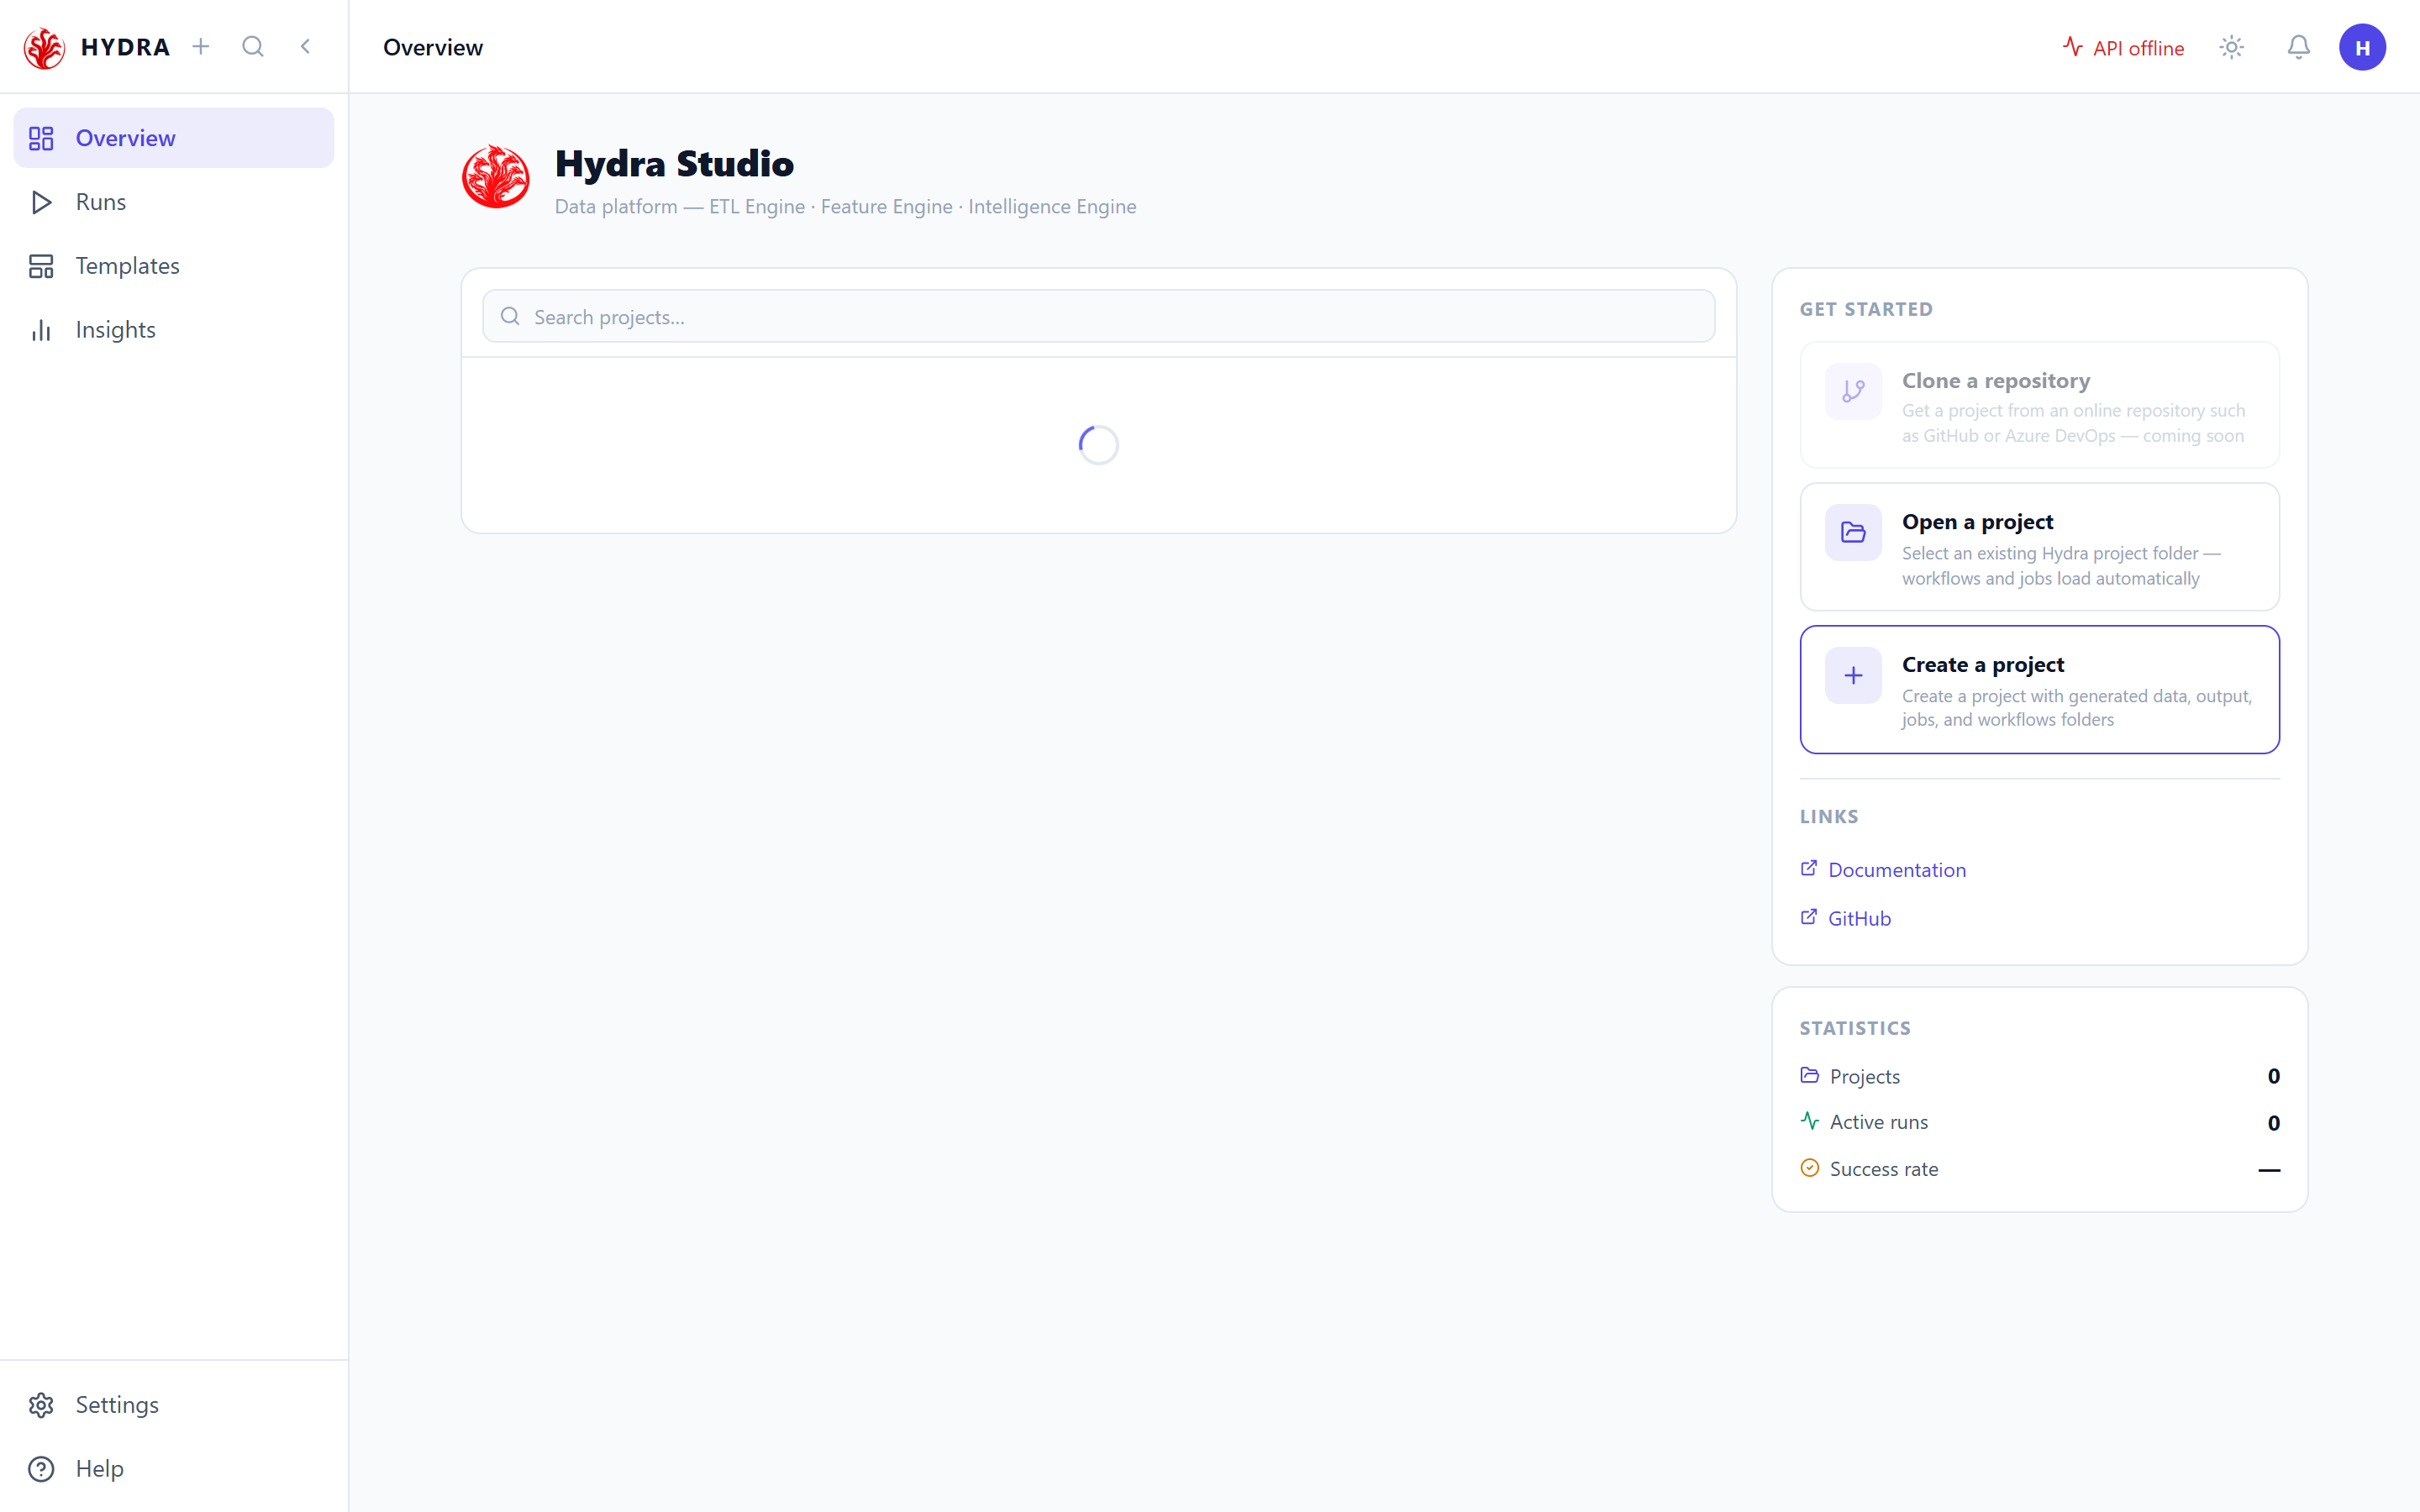 HYDRA
Overview
API offline
H
Overview
Runs
Templates
Insights
Hydra Studio
Data platform — ETL Engine · Feature Engine · Intelligence Engine
Search projects...
GET STARTED
Clone a repository
Get a project from an online repository such
as GitHub or Azure DevOps — coming soon
Open a project
Select an existing Hydra project folder —
workflows and jobs load automatically
Create a project
Create a project with generated data, output,
jobs, and workflows folders
LINKS
Documentation
GitHub
STATISTICS
Projects 0
Active runs 0
Success rate —
Settings
Help